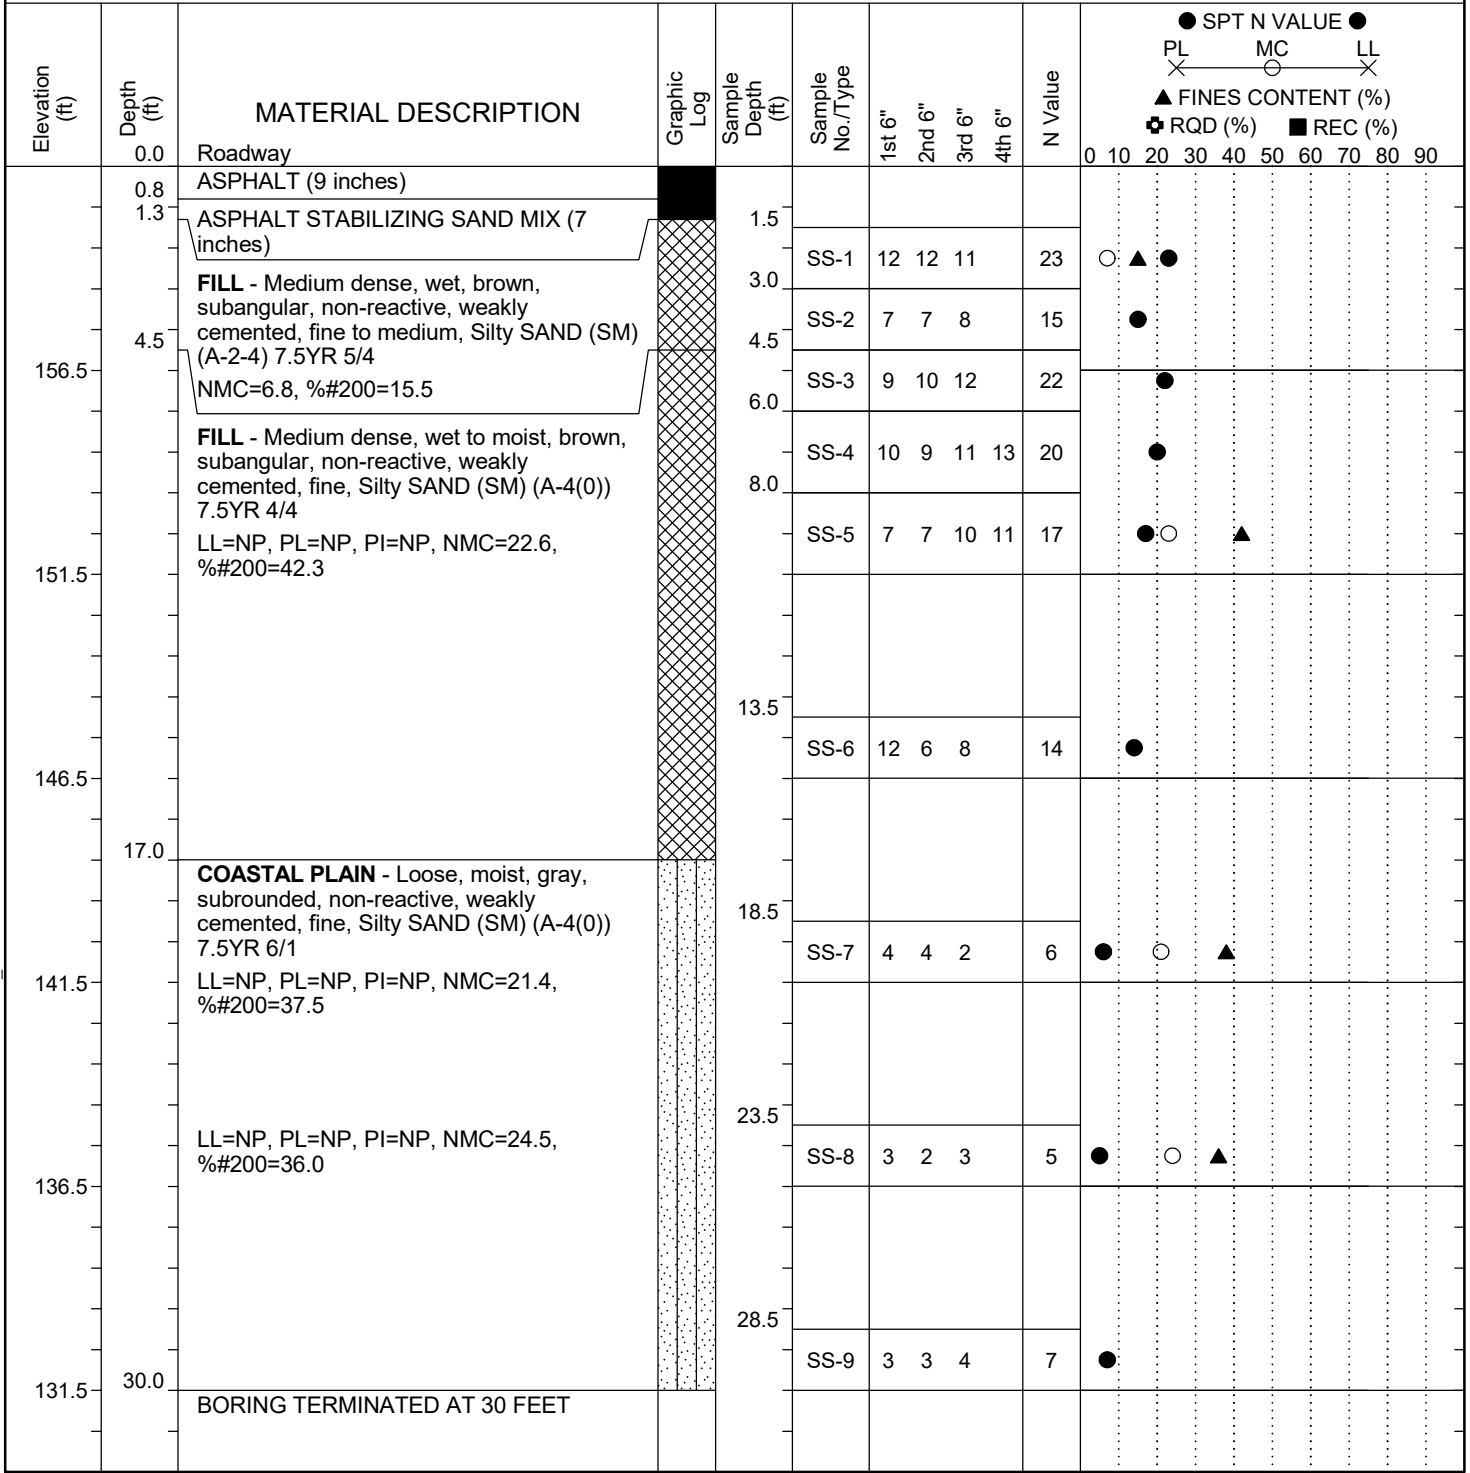 Elevation (ft)
Depth (ft)
MATERIAL DESCRIPTION
Graphic Log
Sample Depth (ft)
Sample No./Type
1st 6"
2nd 6"
3rd 6"
4th 6"
N Value
SPT N VALUE
PL MC LL
FINES CONTENT (%)
RQD (%) REC (%)
0 10 20 30 40 50 60 70 80 90
0.0 Roadway
0.8 ASPHALT (9 inches)
1.3 ASPHALT STABILIZING SAND MIX (7
inches)
1.5
SS-1 12 12 11 23
FILL - Medium dense, wet, brown,
subangular, non-reactive, weakly
cemented, fine to medium, Silty SAND (SM)
(A-2-4) 7.5YR 5/4
NMC=6.8, %#200=15.5
3.0
SS-2 7 7 8 15
4.5
4.5
156.5
SS-3 9 10 12 22
6.0
FILL - Medium dense, wet to moist, brown,
subangular, non-reactive, weakly
cemented, fine, Silty SAND (SM) (A-4(0))
7.5YR 4/4
LL=NP, PL=NP, PI=NP, NMC=22.6,
%#200=42.3
SS-4 10 9 11 13 20
8.0
SS-5 7 7 10 11 17
151.5
13.5
SS-6 12 6 8 14
146.5
17.0
COASTAL PLAIN - Loose, moist, gray,
subrounded, non-reactive, weakly
cemented, fine, Silty SAND (SM) (A-4(0))
7.5YR 6/1
LL=NP, PL=NP, PI=NP, NMC=21.4,
%#200=37.5
18.5
SS-7 4 4 2 6
141.5
23.5
LL=NP, PL=NP, PI=NP, NMC=24.5,
%#200=36.0
SS-8 3 2 3 5
136.5
28.5
SS-9 3 3 4 7
131.5
30.0
BORING TERMINATED AT 30 FEET